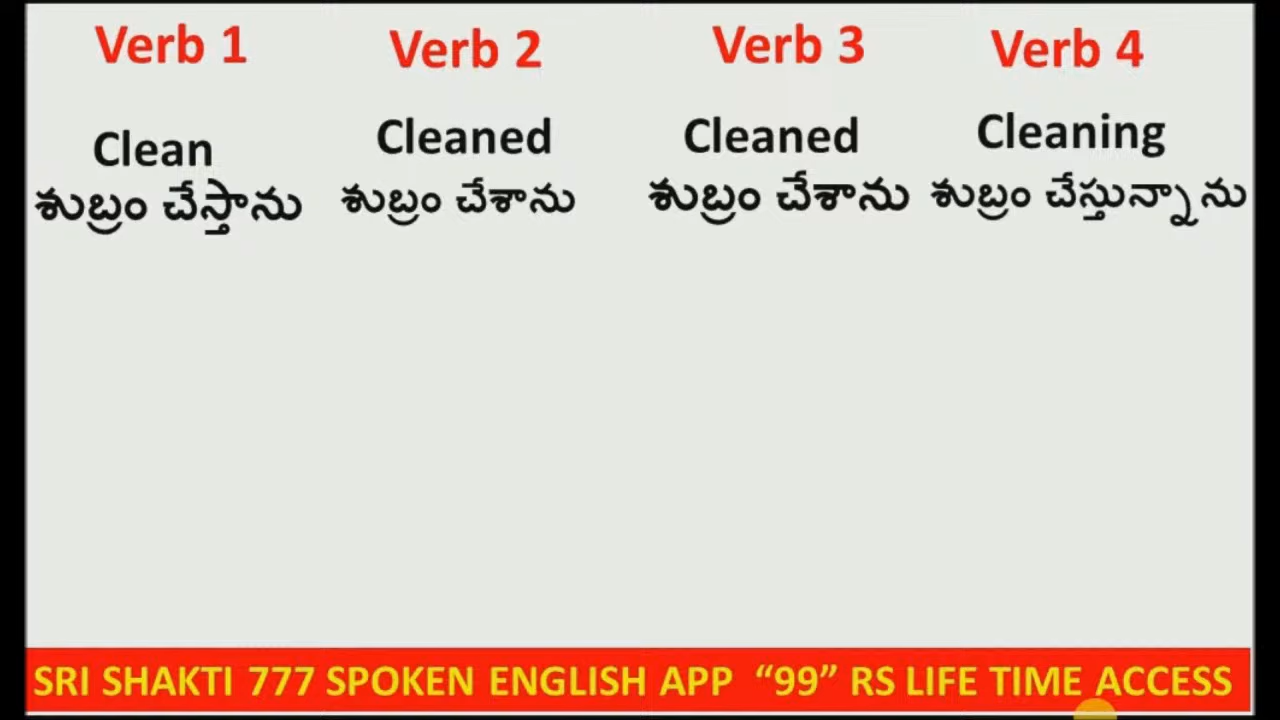 Verb 1 Verb 2 Verb 3 Verb 4
Clean Cleaned Cleaned Cleaning
శుబ్రం చేస్తాను శుబ్రం చేశాను శుబ్రం చేశాను శుబ్రం చేస్తున్నాను
SRI SHAKTI 777 SPOKEN ENGLISH APP “99” RS LIFE TIME ACCESS